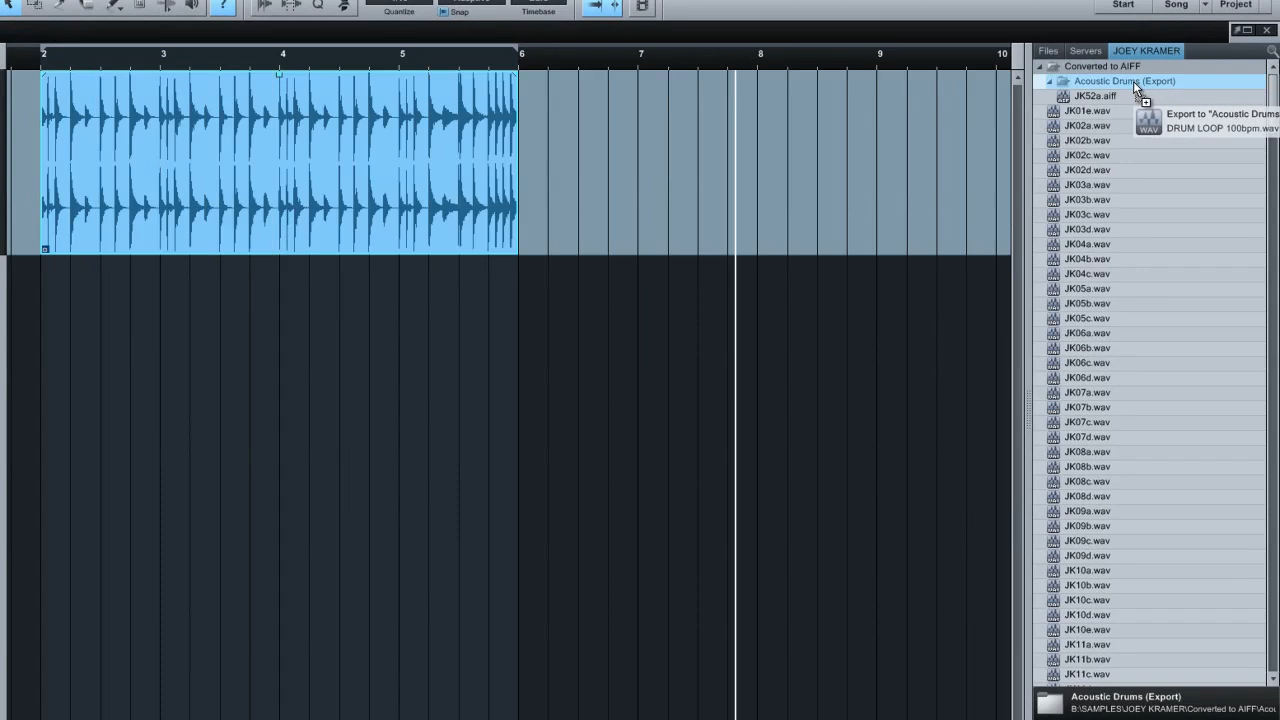 Start Song Project
Quantize Snap Timebase
2 3 4 5 6 7 8 9 10
Files Servers JOEY KRAMER
Converted to AIFF
Acoustic Drums (Export)
JK52a.aiff
Export to "Acoustic Drums
WAV
DRUM LOOP 100bpm.wav
JK01e.wav
JK02a.wav
JK02b.wav
JK02c.wav
JK02d.wav
JK03a.wav
JK03b.wav
JK03c.wav
JK03d.wav
JK04a.wav
JK04b.wav
JK04c.wav
JK05a.wav
JK05b.wav
JK05c.wav
JK06a.wav
JK06b.wav
JK06c.wav
JK06d.wav
JK07a.wav
JK07b.wav
JK07c.wav
JK07d.wav
JK08a.wav
JK08b.wav
JK08c.wav
JK08d.wav
JK09a.wav
JK09b.wav
JK09c.wav
JK09d.wav
JK10a.wav
JK10b.wav
JK10c.wav
JK10d.wav
JK10e.wav
JK11a.wav
JK11b.wav
JK11c.wav
Acoustic Drums (Export)
B:\SAMPLES\JOEY KRAMER\Converted to AIFF\Acou